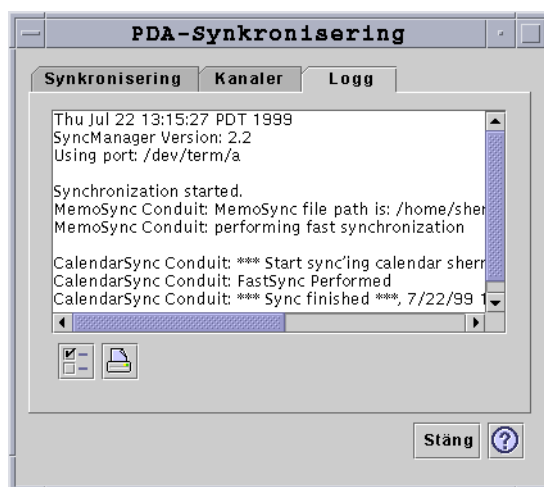 PDA-Synkronisering
Synkronisering Kanaler Logg
Thu Jul 22 13:15:27 PDT 1999
SyncManager Version: 2.2
Using port: /dev/term/a
Synchronization started.
MemoSync Conduit: MemoSync file path is: /home/sher
MemoSync Conduit: performing fast synchronization
CalendarSync Conduit: *** Start sync'ing calendar sherr
CalendarSync Conduit: FastSync Performed
CalendarSync Conduit: *** Sync finished ***, 7/22/99 1
Stäng ?